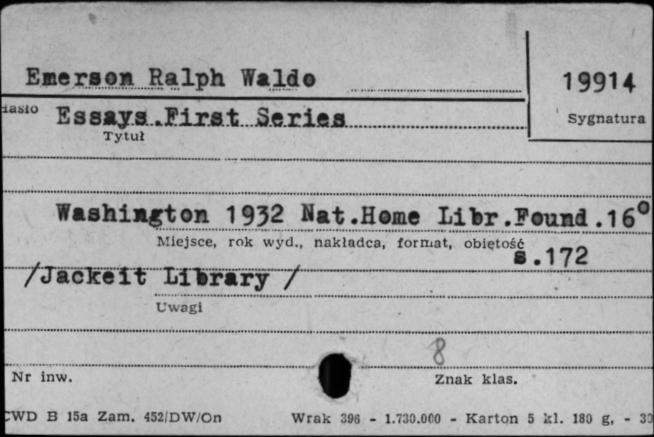 Emerson Ralph Waldo
19914
Hasło Essays.First Series
Sygnatura
Tytuł
Washington 1932 Nat.Home Libr.Found.16°
Miejsce, rok wyd., nakładca, format, objętość
s.172
/Jackeit Library /
Uwagi
8
Nr inw.
Znak klas.
CWD B 15a Zam. 452/DW/On Wrak 396 - 1.730.000 - Karton 5 kl. 180 g, - 30